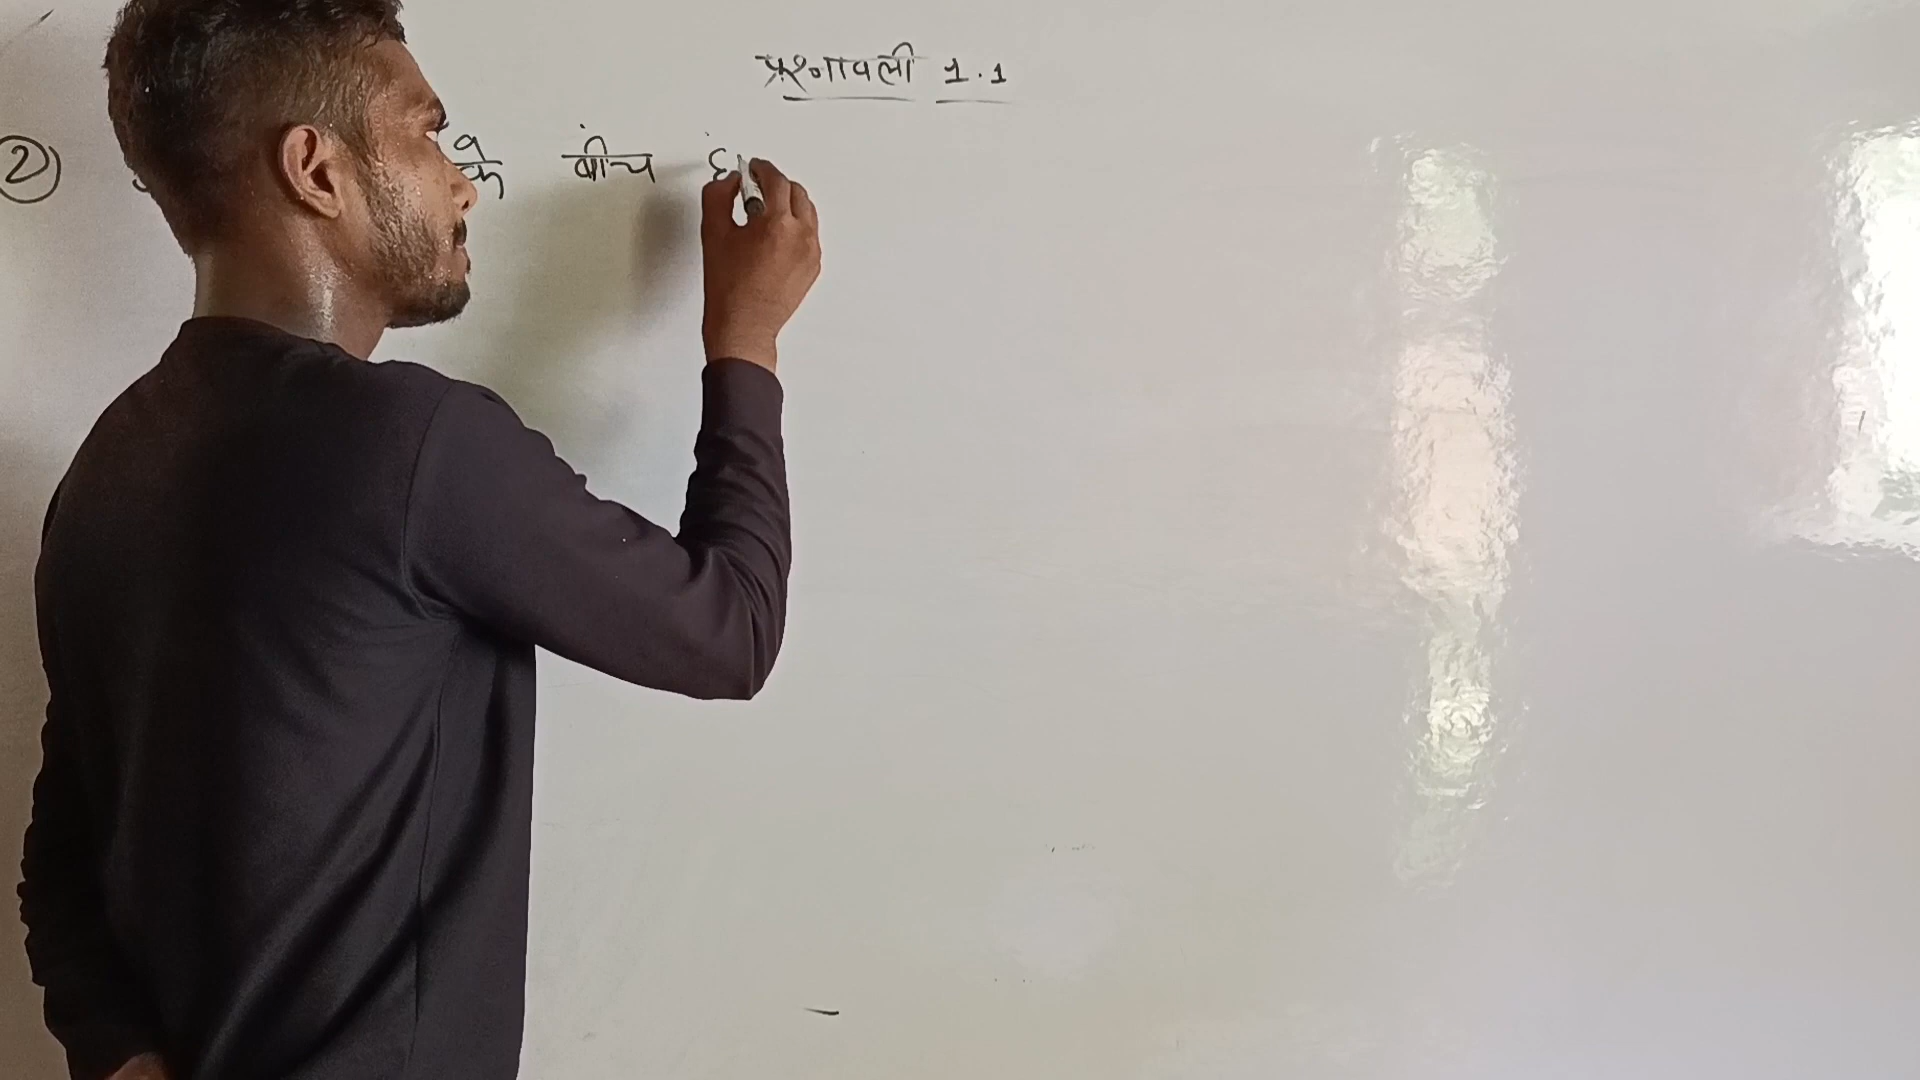 प्रश्नावली 1.1
2) के बीच छ